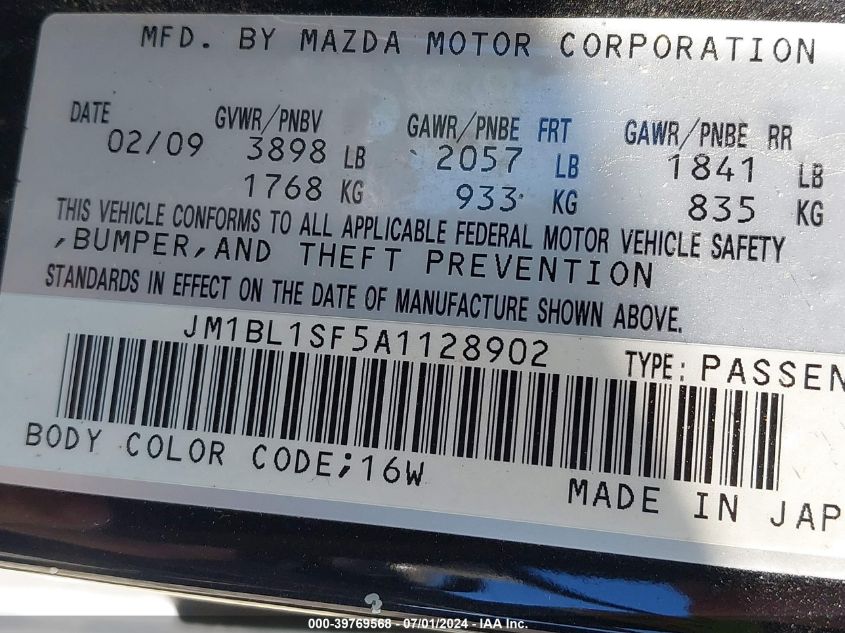 MFD. BY MAZDA MOTOR CORPORATION
DATE GVWR/PNBV GAWR/PNBE FRT GAWR/PNBE RR
02/09 3898 LB 2057 LB 1841 LB
1768 KG 933 KG 835 KG
THIS VEHICLE CONFORMS TO ALL APPLICABLE FEDERAL MOTOR VEHICLE SAFETY
,BUMPER,AND THEFT PREVENTION
STANDARDS IN EFFECT ON THE DATE OF MANUFACTURE SHOWN ABOVE.
JM1BL1SF5A1128902 TYPE: PASSEN
BODY COLOR CODE;16W
MADE IN JAP
000-39769568 - 07/01/2024 - IAA Inc.